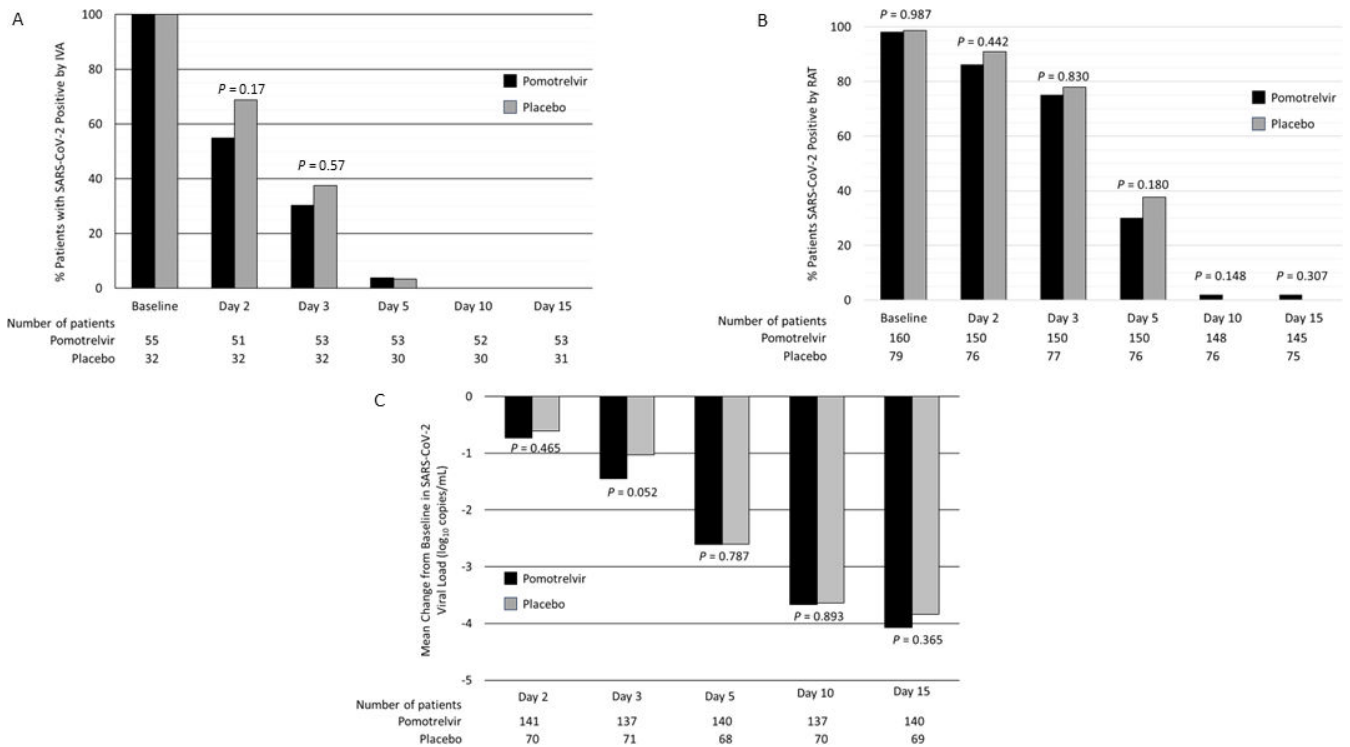 A
% Patients with SARS-CoV-2 Positive by IVA
100
80
60
40
20
0
P = 0.17
P = 0.57
Pomotrelvir
Placebo
Baseline Day 2 Day 3 Day 5 Day 10 Day 15
Number of patients
Pomotrelvir 55 51 53 53 52 53
Placebo 32 32 32 30 30 31
B
% Patients SARS-CoV-2 Positive by RAT
100
80
60
40
20
0
P = 0.987
P = 0.442
P = 0.830
P = 0.180
P = 0.148
P = 0.307
Pomotrelvir
Placebo
Baseline Day 2 Day 3 Day 5 Day 10 Day 15
Number of patients
Pomotrelvir 160 150 150 150 148 145
Placebo 79 76 77 76 76 75
C
Mean Change from Baseline in SARS-CoV-2
Viral Load (log10 copies/mL)
0
-1
-2
-3
-4
-5
P = 0.465
P = 0.052
P = 0.787
P = 0.893
P = 0.365
Pomotrelvir
Placebo
Day 2 Day 3 Day 5 Day 10 Day 15
Number of patients
Pomotrelvir 141 137 140 137 140
Placebo 70 71 68 70 69